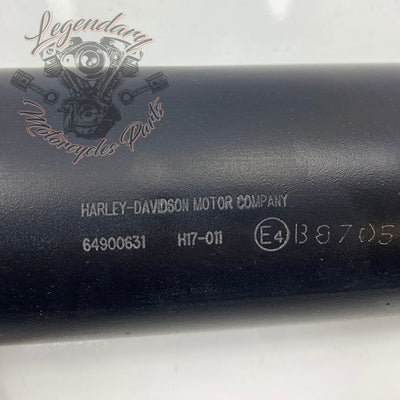 Legendary
Motorcycles Parts
HARLEY-DAVIDSON MOTOR COMPANY
64900631 H17-011 E4 B8705